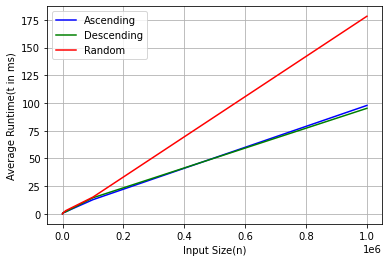 Ascending
Descending
Random
Average Runtime(t in ms)
175
150
125
100
75
50
25
0
0.0 0.2 0.4 0.6 0.8 1.0
1e6
Input Size(n)